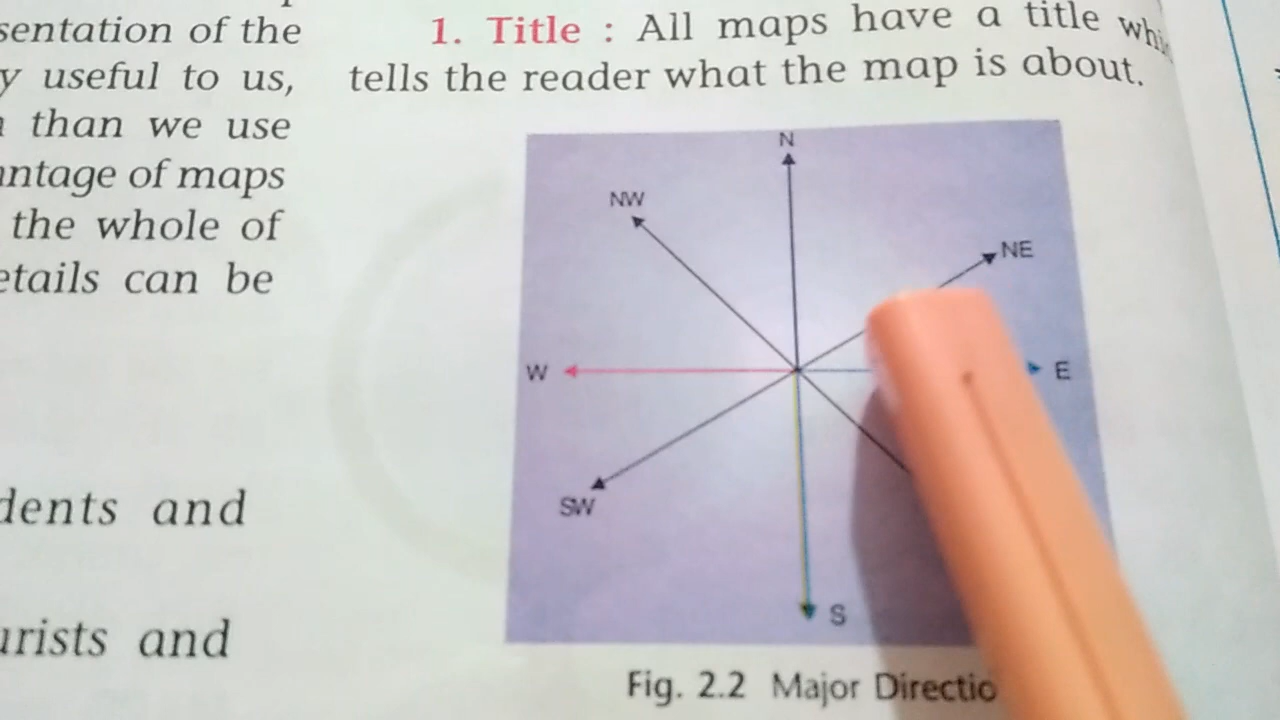 sentation of the
y useful to us,
than we use
ntage of maps
the whole of
etails can be
dents and
urists and
1. Title : All maps have a title whi
tells the reader what the map is about.
N
NW
NE
W
E
SW
S
Fig. 2.2 Major Directio